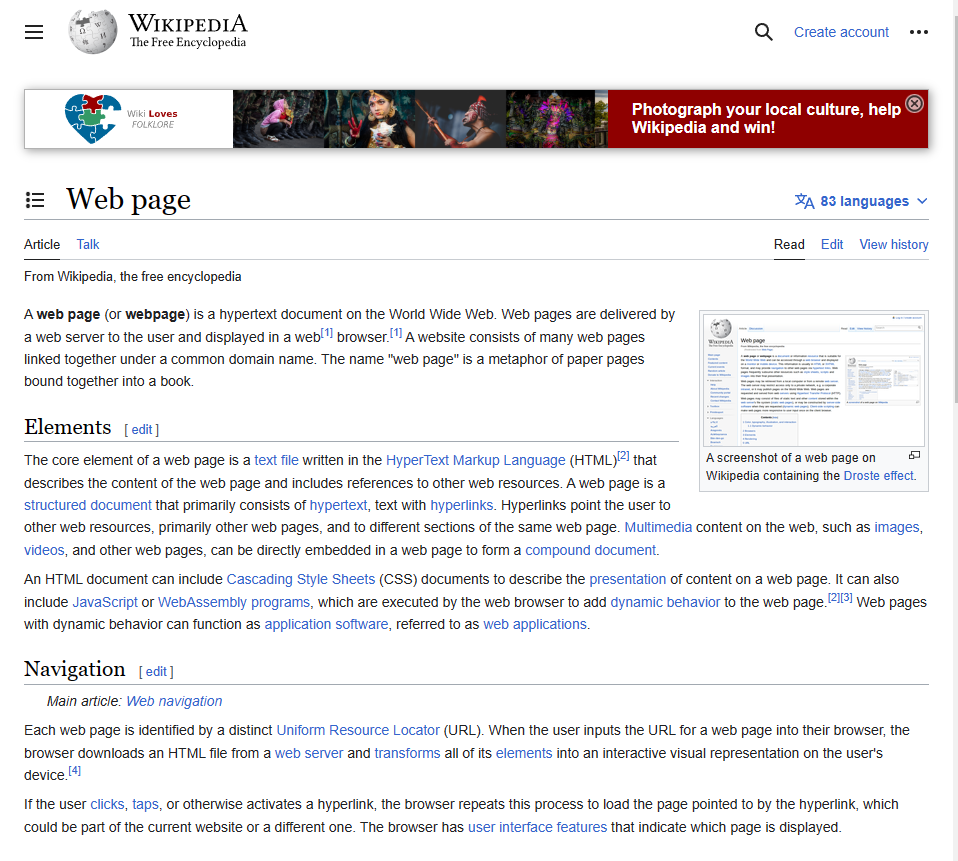 WIKIPEDIA
The Free Encyclopedia
Create account
Wiki Loves
FOLKLORE
Photograph your local culture, help
Wikipedia and win!
Web page
83 languages
Article Talk
Read Edit View history
From Wikipedia, the free encyclopedia
A web page (or webpage) is a hypertext document on the World Wide Web. Web pages are delivered by
a web server to the user and displayed in a web[1] browser.[1] A website consists of many web pages
linked together under a common domain name. The name "web page" is a metaphor of paper pages
bound together into a book.
A screenshot of a web page on
Wikipedia containing the Droste effect.
Elements [ edit ]
The core element of a web page is a text file written in the HyperText Markup Language (HTML)[2] that
describes the content of the web page and includes references to other web resources. A web page is a
structured document that primarily consists of hypertext, text with hyperlinks. Hyperlinks point the user to
other web resources, primarily other web pages, and to different sections of the same web page. Multimedia content on the web, such as images,
videos, and other web pages, can be directly embedded in a web page to form a compound document.
An HTML document can include Cascading Style Sheets (CSS) documents to describe the presentation of content on a web page. It can also
include JavaScript or WebAssembly programs, which are executed by the web browser to add dynamic behavior to the web page.[2][3] Web pages
with dynamic behavior can function as application software, referred to as web applications.
Navigation [ edit ]
Main article: Web navigation
Each web page is identified by a distinct Uniform Resource Locator (URL). When the user inputs the URL for a web page into their browser, the
browser downloads an HTML file from a web server and transforms all of its elements into an interactive visual representation on the user's
device.[4]
If the user clicks, taps, or otherwise activates a hyperlink, the browser repeats this process to load the page pointed to by the hyperlink, which
could be part of the current website or a different one. The browser has user interface features that indicate which page is displayed.